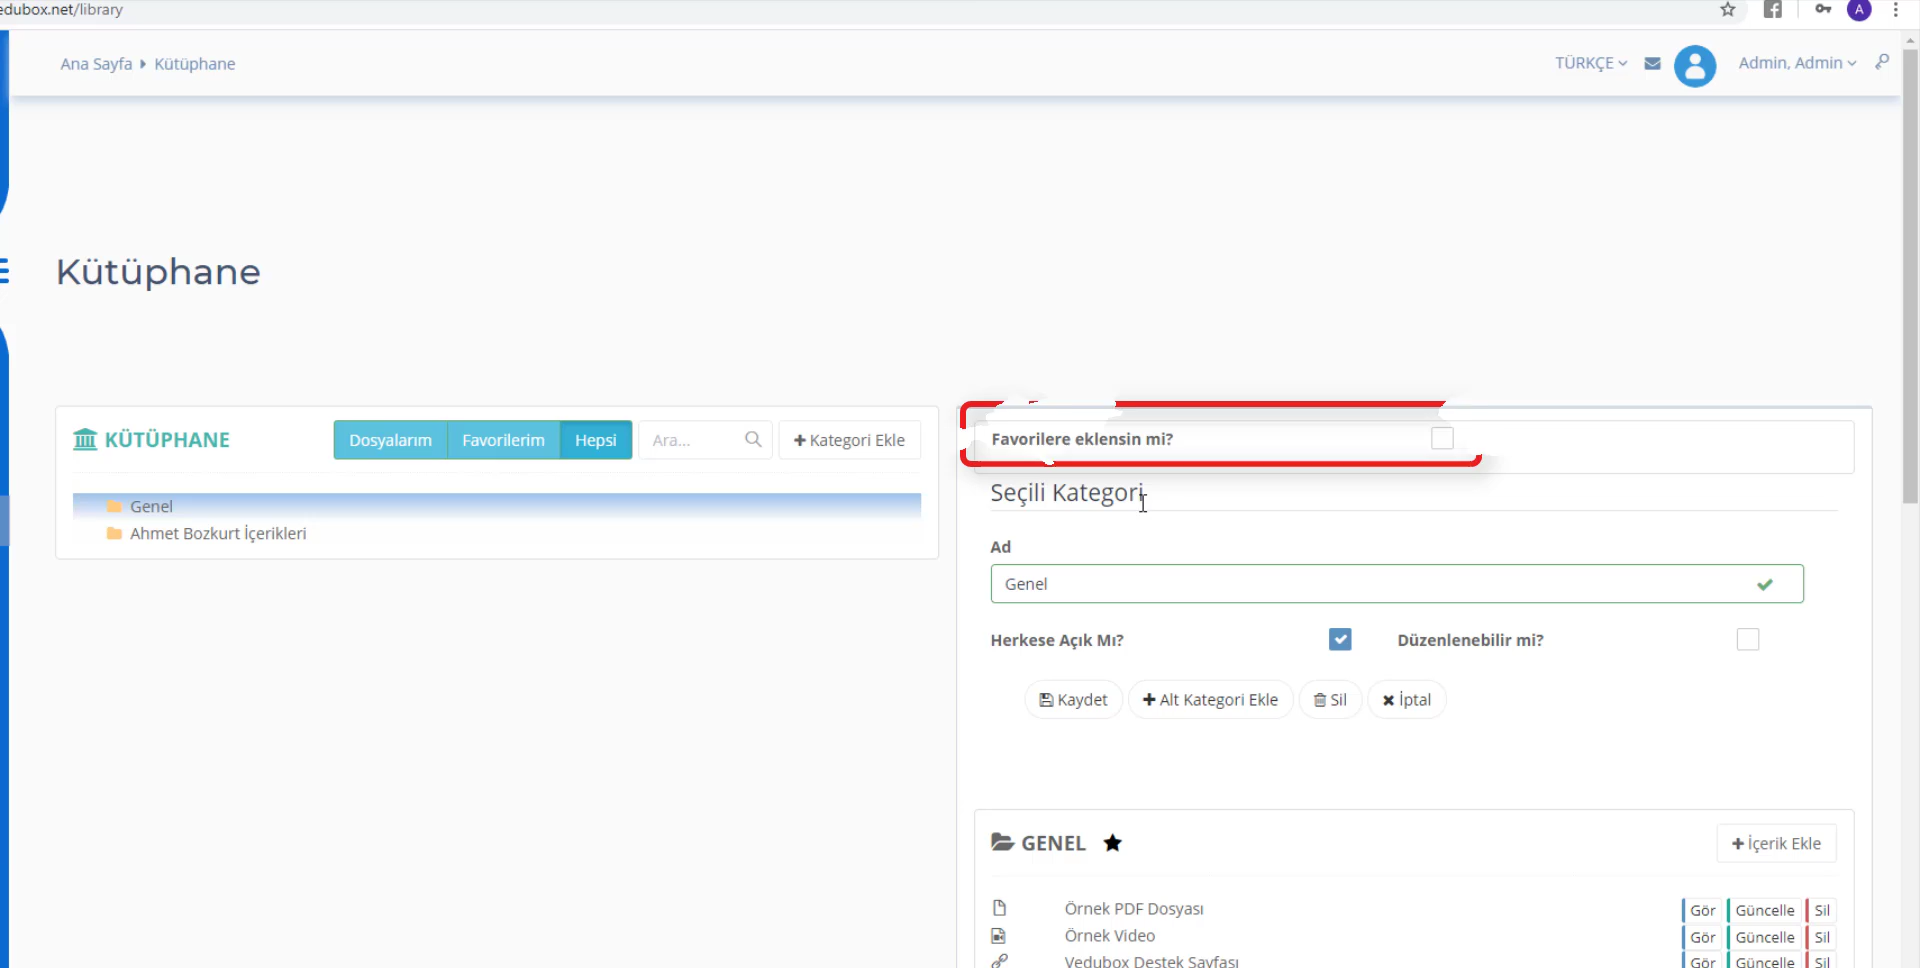 edubox.net/library
A
Ana Sayfa Kütüphane
TÜRKÇE
Admin, Admin
Kütüphane
KÜTÜPHANE
Dosyalarım
Favorilerim
Hepsi
Ara...
Kategori Ekle
Genel
Ahmet Bozkurt İçerikleri
Favorilere eklensin mi?
Seçili Kategori
Ad
Genel
Herkese Açık Mı?
Düzenlenebilir mi?
Kaydet
Alt Kategori Ekle
Sil
İptal
GENEL
İçerik Ekle
Örnek PDF Dosyası
Gör Güncelle Sil
Örnek Video
Gör Güncelle Sil
Vedubox Destek Sayfası
Gör Güncelle Sil